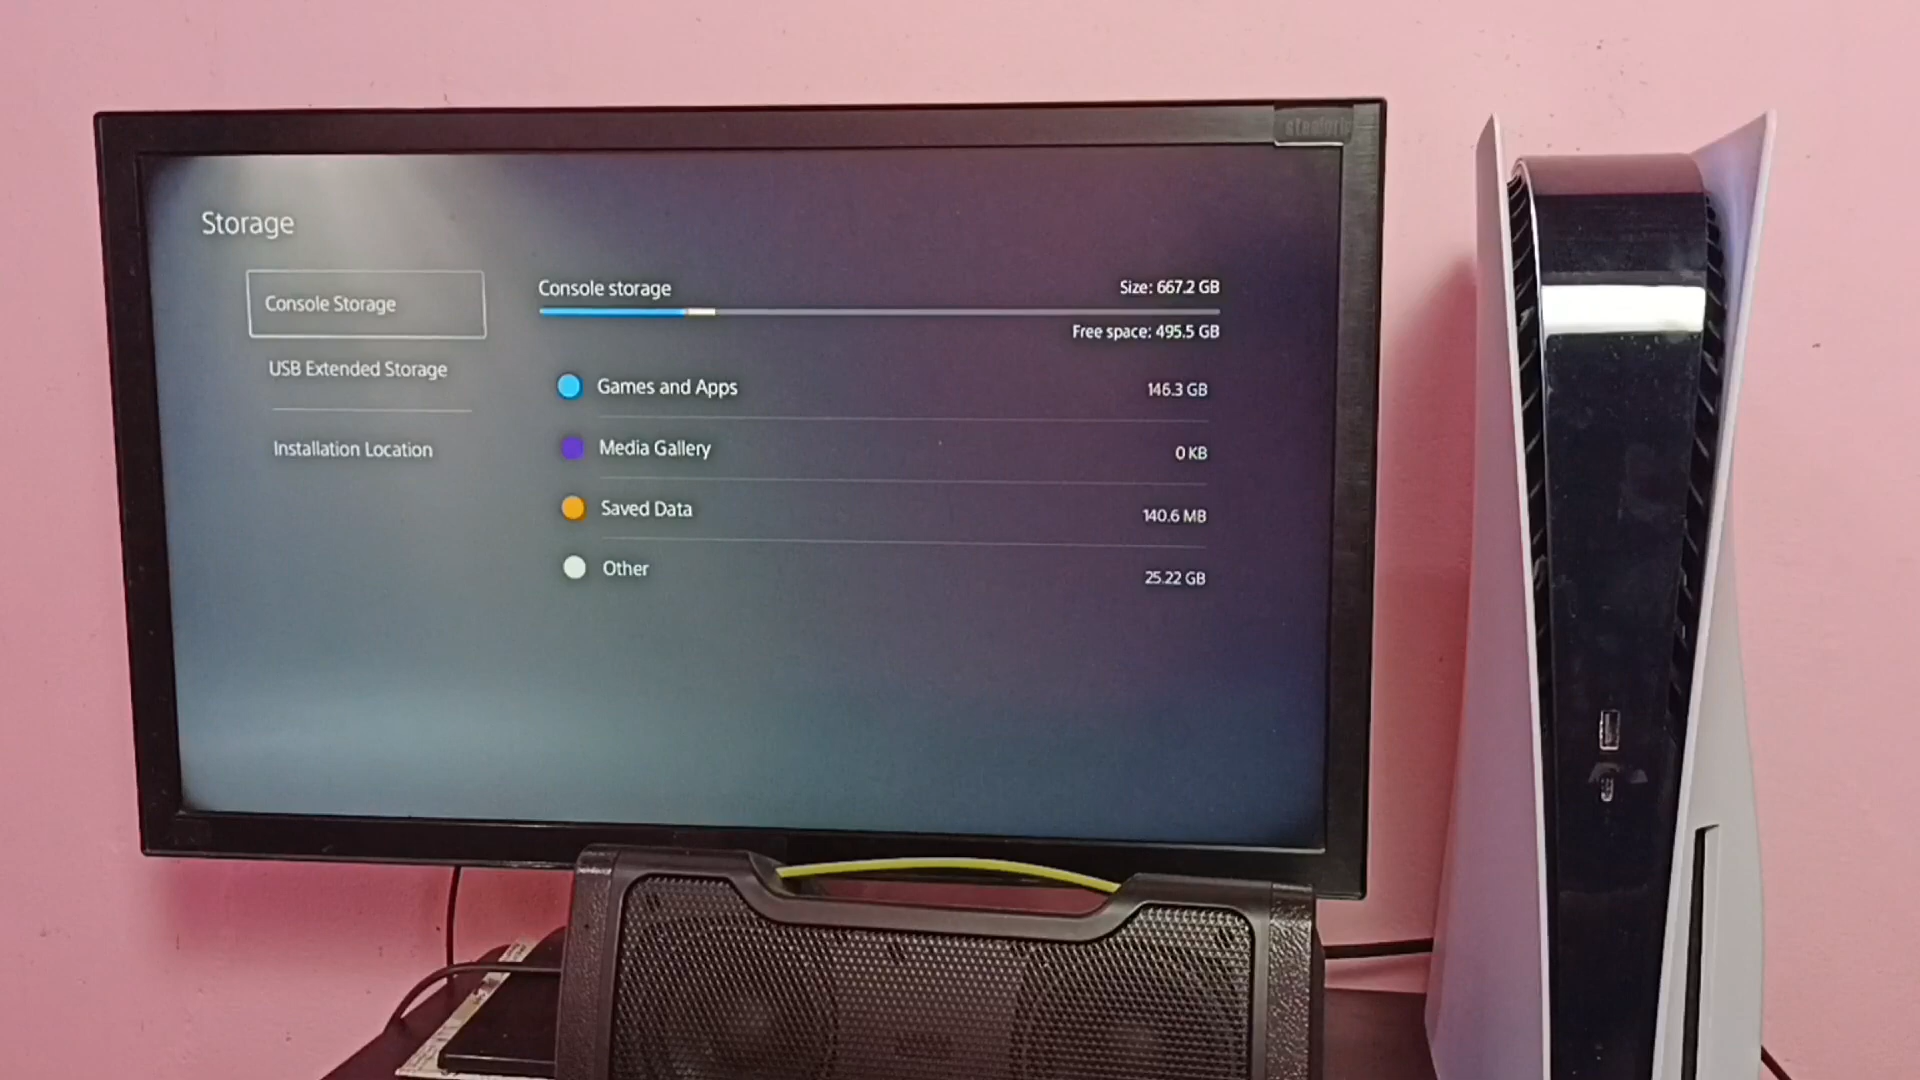 Storage
Console Storage
USB Extended Storage
Installation Location
Console storage
Size: 667.2 GB
Free space: 495.5 GB
Games and Apps
146.3 GB
Media Gallery
0 KB
Saved Data
140.6 MB
Other
25.22 GB